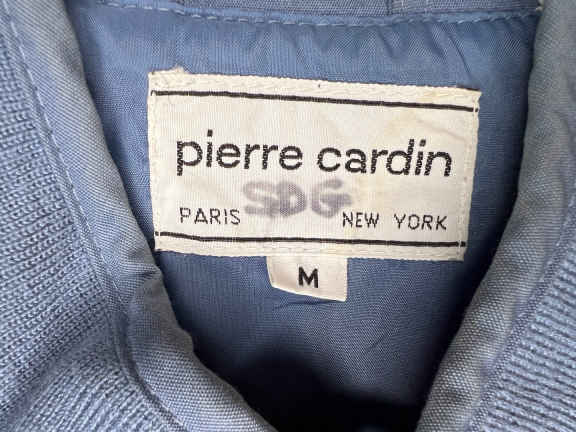 pierre cardin
SDG
PARIS NEW YORK
M